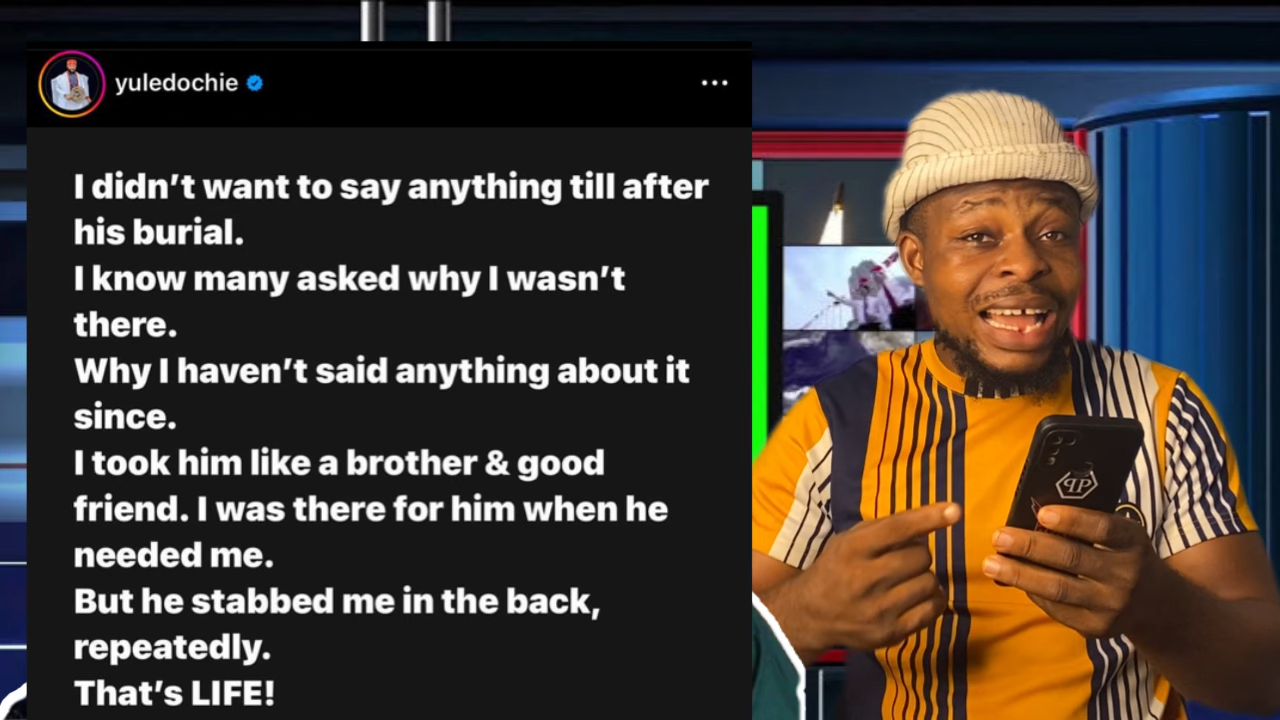 yuledochie
I didn’t want to say anything till after
his burial.
I know many asked why I wasn’t
there.
Why I haven’t said anything about it
since.
I took him like a brother & good
friend. I was there for him when he
needed me.
But he stabbed me in the back,
repeatedly.
That’s LIFE!